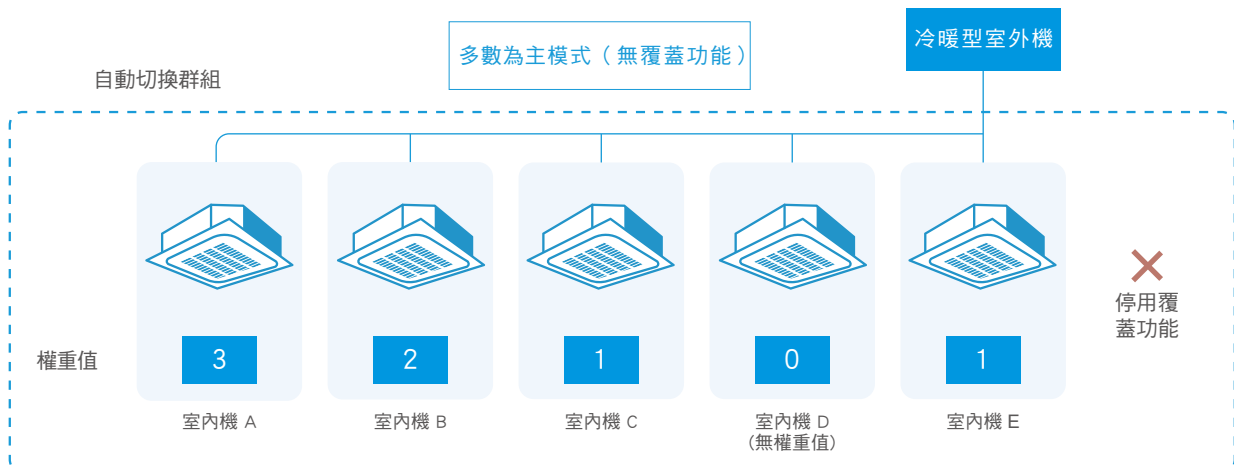 冷暖型室外機
多數為主模式（無覆蓋功能）
自動切換群組
停用覆
蓋功能
權重值
3
2
1
0
1
室內機 A
室內機 B
室內機 C
室內機 D
(無權重值)
室內機 E